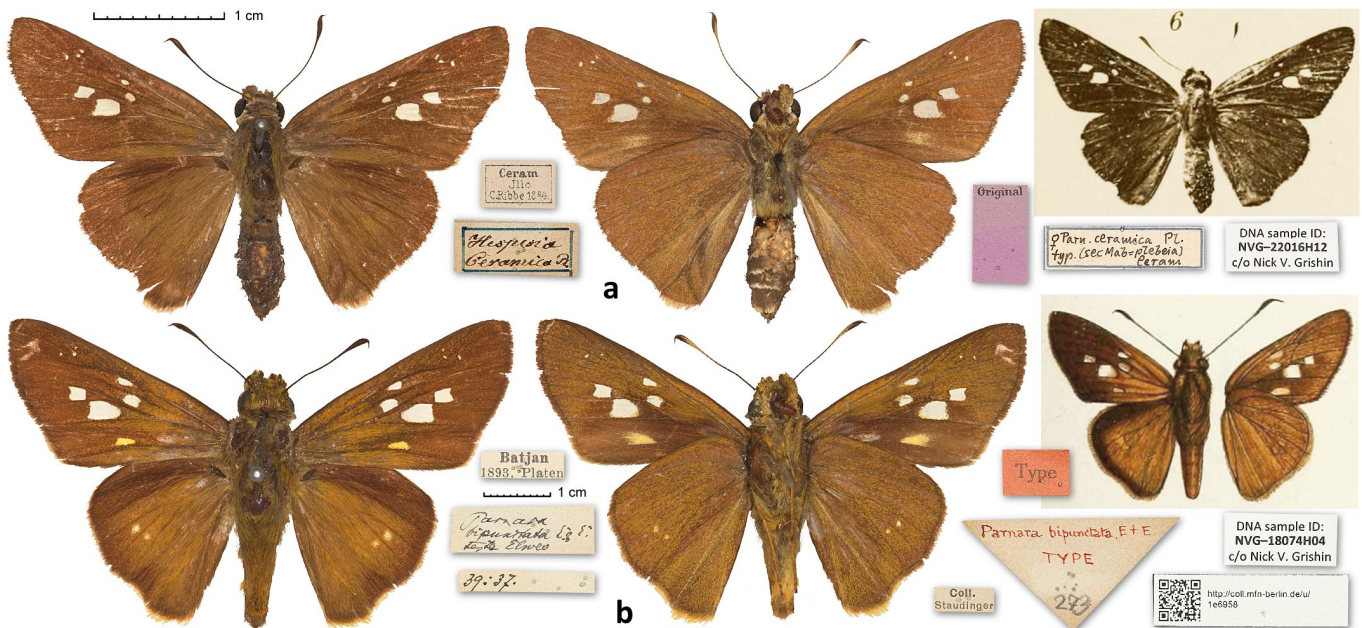 1 cm
6
Ceram
C.Ribbe 1884
Hesperia
Ceramica
Original
♀ Parn. ceramica Pl.
typ. (sec Mab=plebeia)
Ceram
DNA sample ID:
NVG–22016H12
c/o Nick V. Grishin
a
Batjan
1893. Platen
1 cm
Parnara
bipunctata
Elwes
39:37.
Type
Parnara bipunctata, E+E
TYPE
273
Coll.
Staudinger
DNA sample ID:
NVG–18074H04
c/o Nick V. Grishin
http://coll.mfn-berlin.de/u/
1e6958
b